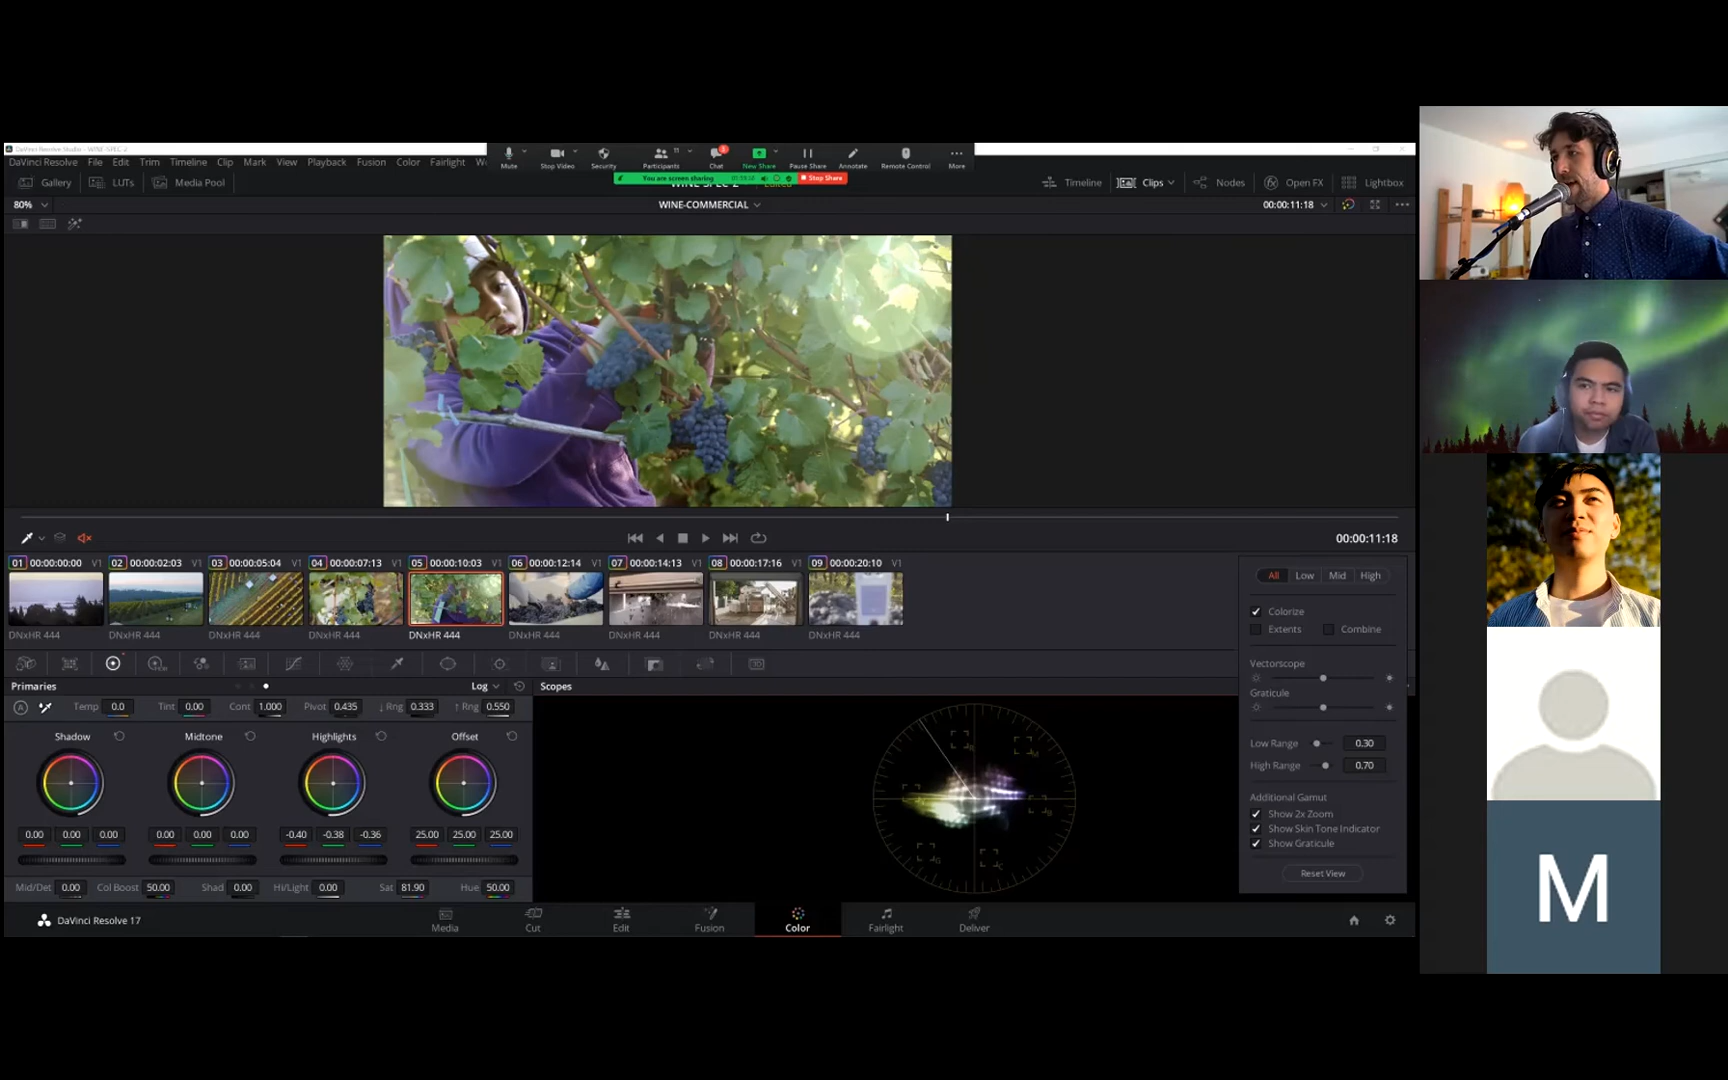 DaVinci Resolve Studio - WINE-SPEC-2
DaVinci Resolve File Edit Trim Timeline Clip Mark View Playback Fusion Color Fairlight
Mute Stop Video Security Participants 11 Chat New Share Pause Share Annotate Remote Control More
You are screen sharing Stop Share
Gallery LUTs Media Pool
WINE-SPEC-2 Edited
Timeline Clips Nodes Open FX Lightbox
80% WINE-COMMERCIAL 00:00:11:18
00:00:11:18
01 00:00:00:00 V1 02 00:00:02:03 V1 03 00:00:05:04 V1 04 00:00:07:13 V1 05 00:00:10:03 V1 06 00:00:12:14 V1 07 00:00:14:13 V1 08 00:00:17:16 V1 09 00:00:20:10 V1
DNxHR 444 DNxHR 444 DNxHR 444 DNxHR 444 DNxHR 444 DNxHR 444 DNxHR 444 DNxHR 444 DNxHR 444
All Low Mid High
Colorize
Extents Combine
Vectorscope
Graticule
Low Range 0.30
High Range 0.70
Additional Gamut
Show 2x Zoom
Show Skin Tone Indicator
Show Graticule
Reset View
Primaries Log Scopes
A Temp 0.0 Tint 0.00 Cont 1.000 Pivot 0.435 ↓ Rng 0.333 ↑ Rng 0.550
Shadow Midtone Highlights Offset
0.00 0.00 0.00 0.00 0.00 0.00 -0.40 -0.38 -0.36 25.00 25.00 25.00
Mid/Det 0.00 Col Boost 50.00 Shad 0.00 Hi/Light 0.00 Sat 81.90 Hue 50.00
DaVinci Resolve 17
Media Cut Edit Fusion Color Fairlight Deliver
M